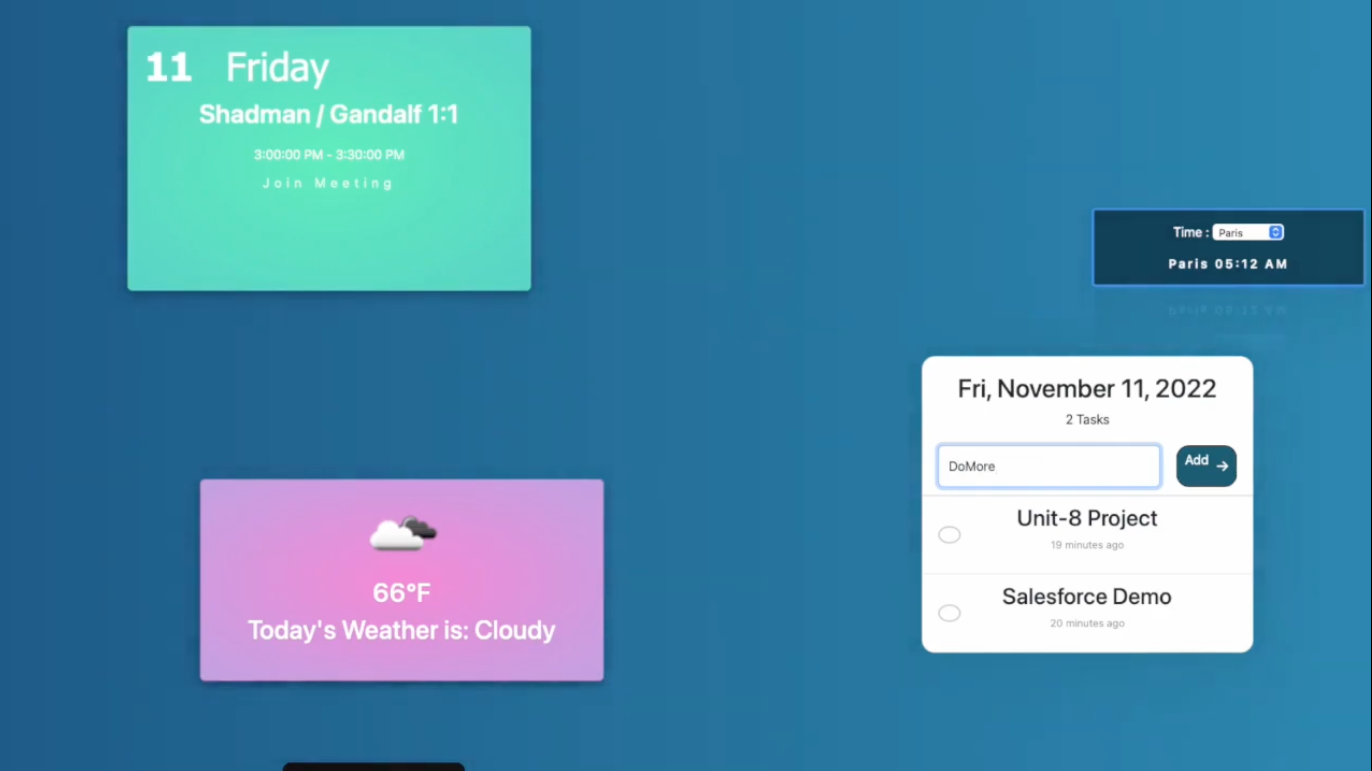 11 Friday
Shadman / Gandalf 1:1
3:00:00 PM - 3:30:00 PM
Join Meeting
Time : Paris
Paris 05:12 AM
Fri, November 11, 2022
2 Tasks
DoMore
Add →
Unit-8 Project
19 minutes ago
Salesforce Demo
20 minutes ago
66°F
Today's Weather is: Cloudy